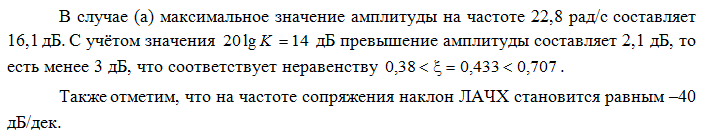 В случае (а) максимальное значение амплитуды на частоте 22,8 рад/с составляет
16,1 дБ. С учётом значения 20lg K = 14 дБ превышение амплитуды составляет 2,1 дБ, то
есть менее 3 дБ, что соответствует неравенству 0,38 < ξ = 0,433 < 0,707 .
Также отметим, что на частоте сопряжения наклон ЛАЧХ становится равным –40
дБ/дек.